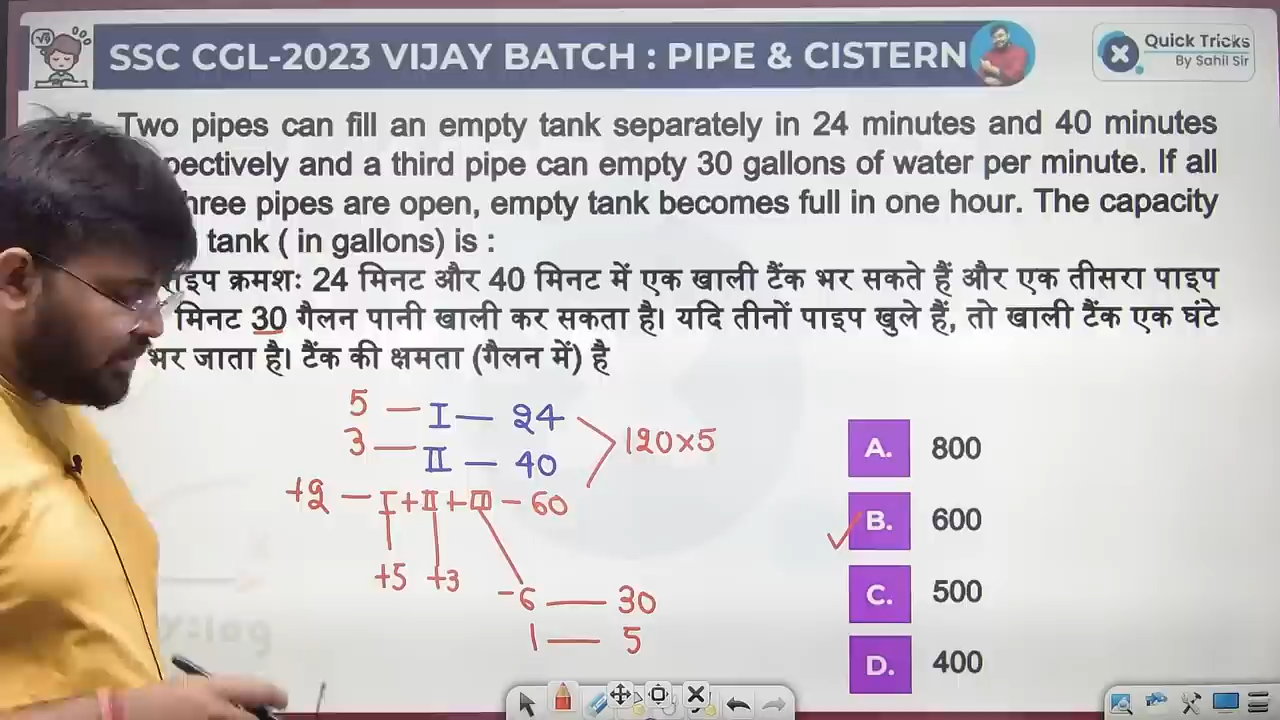 SSC CGL-2023 VIJAY BATCH : PIPE & CISTERN
Quick Tricks
By Sahil Sir
Two pipes can fill an empty tank separately in 24 minutes and 40 minutes
pectively and a third pipe can empty 30 gallons of water per minute. If all
hree pipes are open, empty tank becomes full in one hour. The capacity
tank ( in gallons) is :
क्रमशः 24 मिनट और 40 मिनट में एक खाली टैंक भर सकते हैं और एक तीसरा पाइप
मिनट 30 गैलन पानी खाली कर सकता है। यदि तीनों पाइप खुले हैं, तो खाली टैंक एक घंटे
भर जाता है। टैंक की क्षमता (गैलन में) है
5 — I — 24
3 — II — 40
120×5
+2 — I + II + III - 60
+5 +3
-6 — 30
1 — 5
A. 800
B. 600
C. 500
D. 400